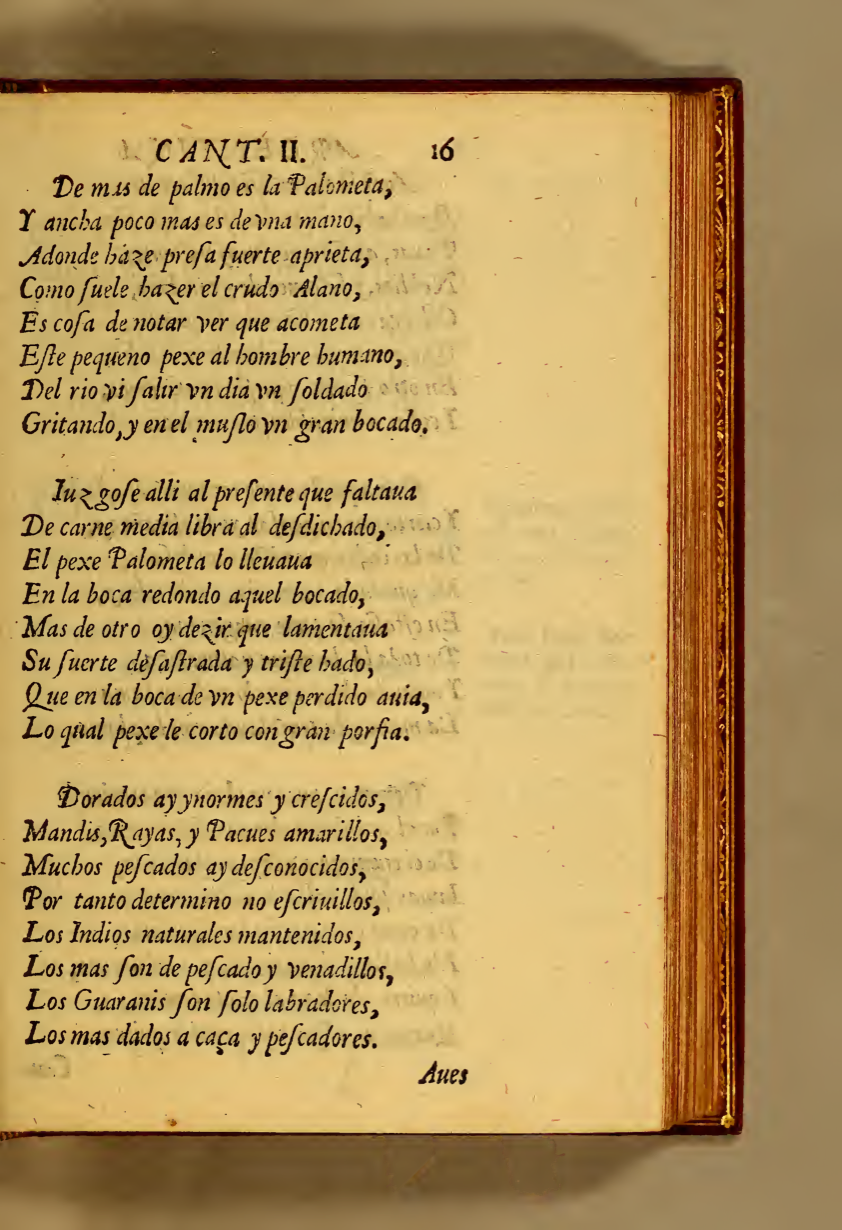 CANT. II. 16
De mas de palmo es la Palometa,
Y ancha poco mas es de vna mano,
Adonde haze presa fuerte aprieta,
Como ſuele hazer el crudo Alano,
Es coſa de notar ver que acometa
Eſte pequeno pexe al hombre humano,
Del rio vi ſalir vn dia vn ſoldado
Gritando, y en el muſlo vn gran bocado.
Iuzgoſe alli al preſente que faltaua
De carne media libra al deſdichado,
El pexe Palometa lo lleuaua
En la boca redondo aquel bocado,
Mas de otro oy dezir que lamentaua
Su ſuerte deſaſtrada y triſte hado,
Que en la boca de vn pexe perdido auia,
Lo qual pexe le corto con gran porfia.
Dorados ay ynormes y creſcidos,
Mandis, Rayas, y Pacues amarillos,
Muchos peſcados ay deſconocidos,
Por tanto determino no eſcriuillos,
Los Indios naturales mantenidos,
Los mas ſon de peſcado y venadillos,
Los Guaranis ſon ſolo labradores,
Los mas dados a caça y peſcadores.
Aues